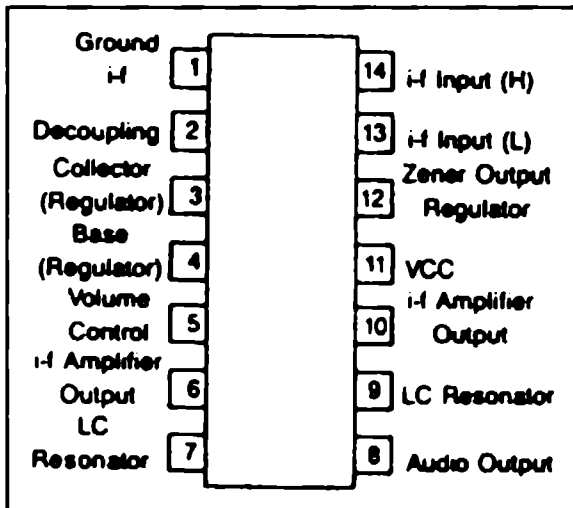 Ground
i-f
1
Decoupling
2
Collector
(Regulator)
3
Base
(Regulator)
4
Volume
Control
5
i-f Amplifier
Output
6
LC
Resonator
7
14
i-f Input (H)
13
i-f Input (L)
12
Zener Output
Regulator
11
VCC
10
i-f Amplifier
Output
9
LC Resonator
8
Audio Output